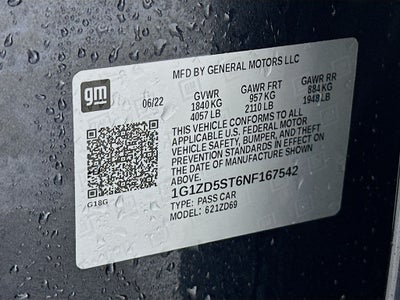 MFD BY GENERAL MOTORS LLC
gm
06/22
GVWR GAWR FRT GAWR RR
1840 KG 957 KG 884 KG
4057 LB 2110 LB 1948 LB
THIS VEHICLE CONFORMS TO ALL
APPLICABLE U.S. FEDERAL MOTOR
VEHICLE SAFETY, BUMPER, AND THEFT
PREVENTION STANDARDS IN EFFECT ON
THE DATE OF MANUFACTURE SHOWN
ABOVE.
1G1ZD5ST6NF167542
TYPE: PASS CAR
MODEL: 621ZD69
G18G